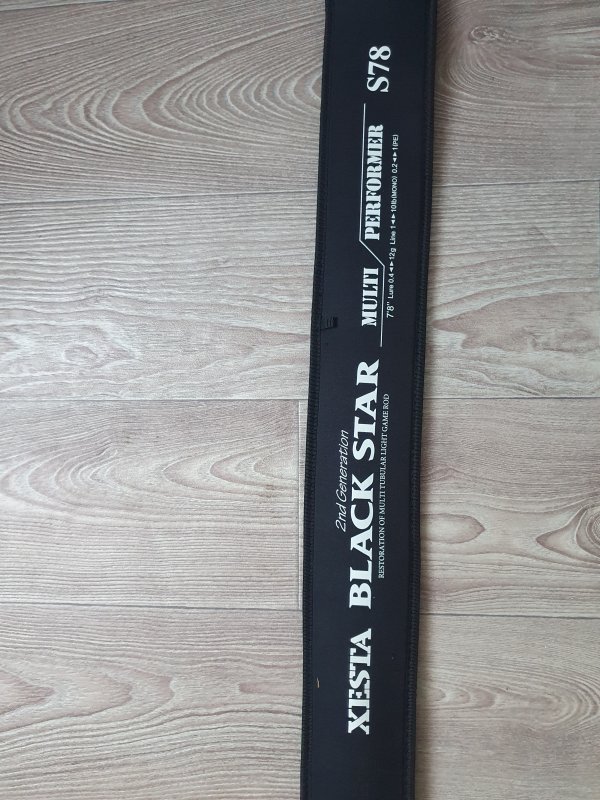 XESTA
2nd Generation
BLACK STAR
RESTORATION OF MULTI TUBULAR LIGHT GAME ROD
MULTI PERFORMER
7'8" Lure 0.4◄►12g Line 1◄►10lb(MONO) 0.2◄►1(PE)
S78